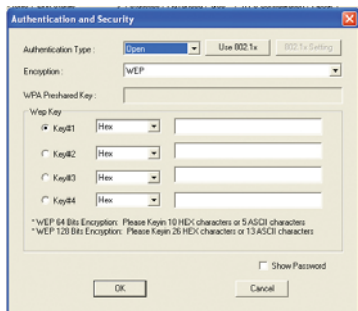 Authentication and Security
Authentication Type : Open Use 802.1x 802.1x Setting
Encryption : WEP
WPA Preshared Key :
Wep Key
Key#1 Hex
Key#2 Hex
Key#3 Hex
Key#4 Hex
* WEP 64 Bits Encryption: Please Keyin 10 HEX characters or 5 ASCII characters
* WEP 128 Bits Encryption: Please Keyin 26 HEX characters or 13 ASCII characters
Show Password
OK Cancel